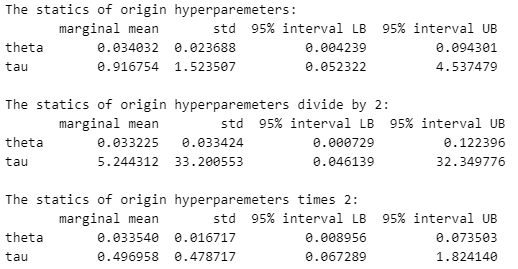 The statics of origin hyperparemeters:
marginal mean std 95% interval LB 95% interval UB
theta 0.034032 0.023688 0.004239 0.094301
tau 0.916754 1.523507 0.052322 4.537479
The statics of origin hyperparemeters divide by 2:
marginal mean std 95% interval LB 95% interval UB
theta 0.033225 0.033424 0.000729 0.122396
tau 5.244312 33.200553 0.046139 32.349776
The statics of origin hyperparemeters times 2:
marginal mean std 95% interval LB 95% interval UB
theta 0.033540 0.016717 0.008956 0.073503
tau 0.496958 0.478717 0.067289 1.824140